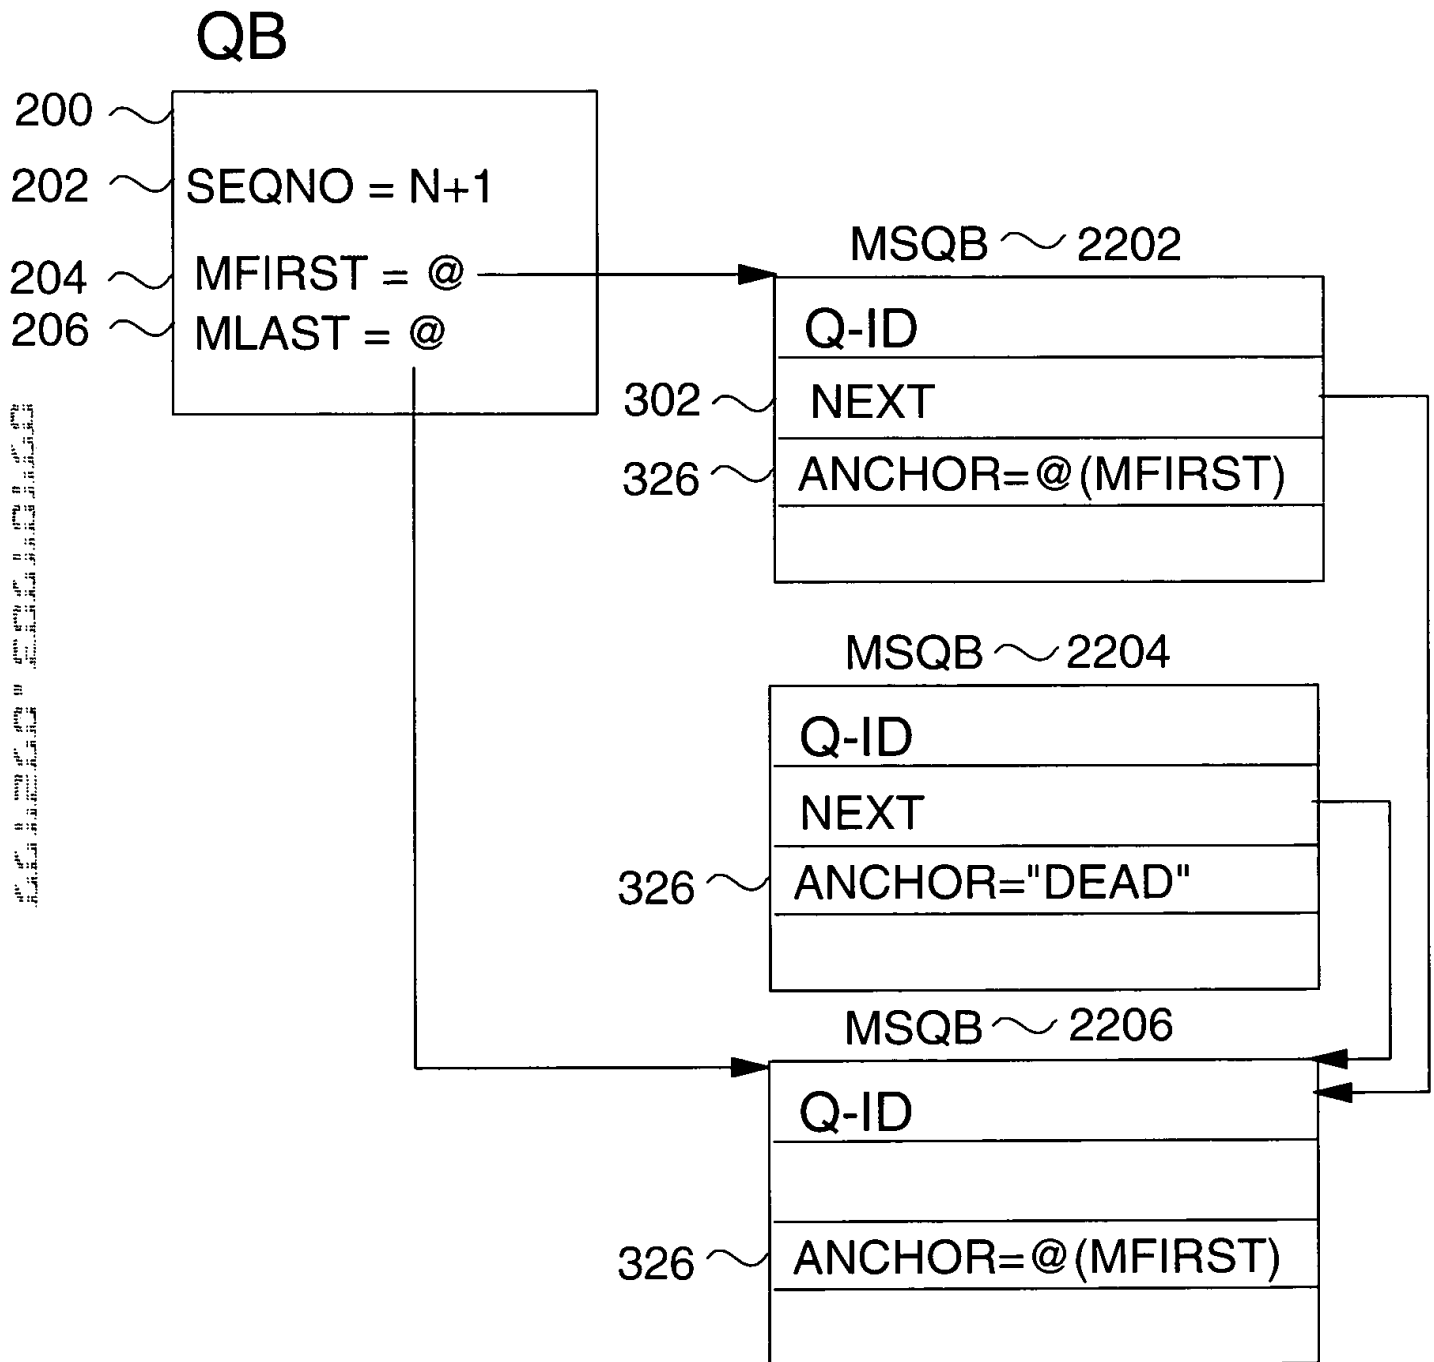 QB
200
202 SEQNO = N+1
204 MFIRST = @
206 MLAST = @
MSQB 2202
Q-ID
302 NEXT
326 ANCHOR=@(MFIRST)
MSQB 2204
Q-ID
NEXT
326 ANCHOR="DEAD"
MSQB 2206
Q-ID
326 ANCHOR=@(MFIRST)